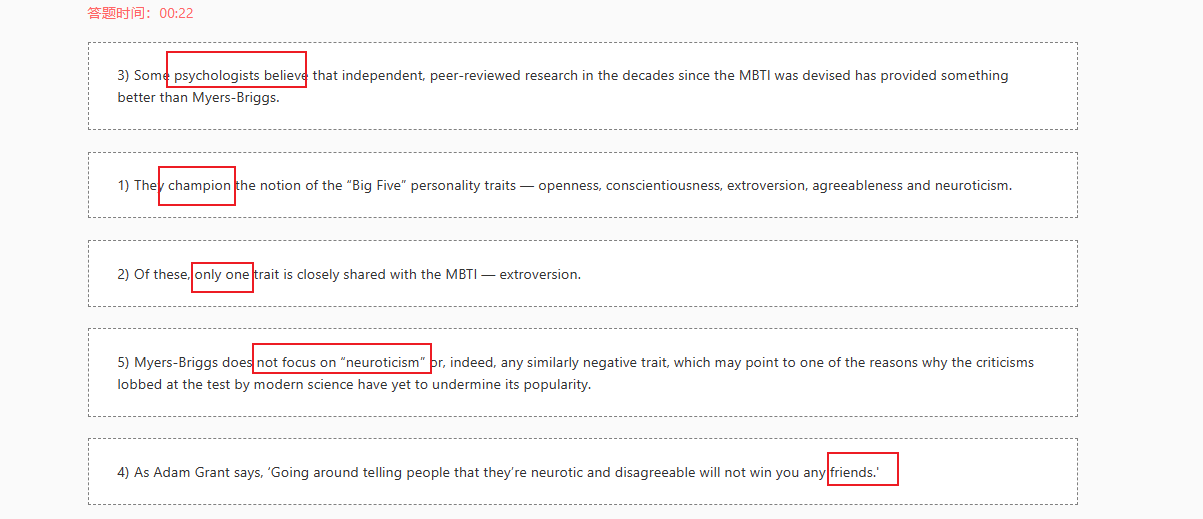 答题时间：00:22
3) Some psychologists believe that independent, peer-reviewed research in the decades since the MBTI was devised has provided something
better than Myers-Briggs.
1) They champion the notion of the “Big Five” personality traits — openness, conscientiousness, extroversion, agreeableness and neuroticism.
2) Of these, only one trait is closely shared with the MBTI — extroversion.
5) Myers-Briggs does not focus on “neuroticism” or, indeed, any similarly negative trait, which may point to one of the reasons why the criticisms
lobbed at the test by modern science have yet to undermine its popularity.
4) As Adam Grant says, ‘Going around telling people that they’re neurotic and disagreeable will not win you any friends.'